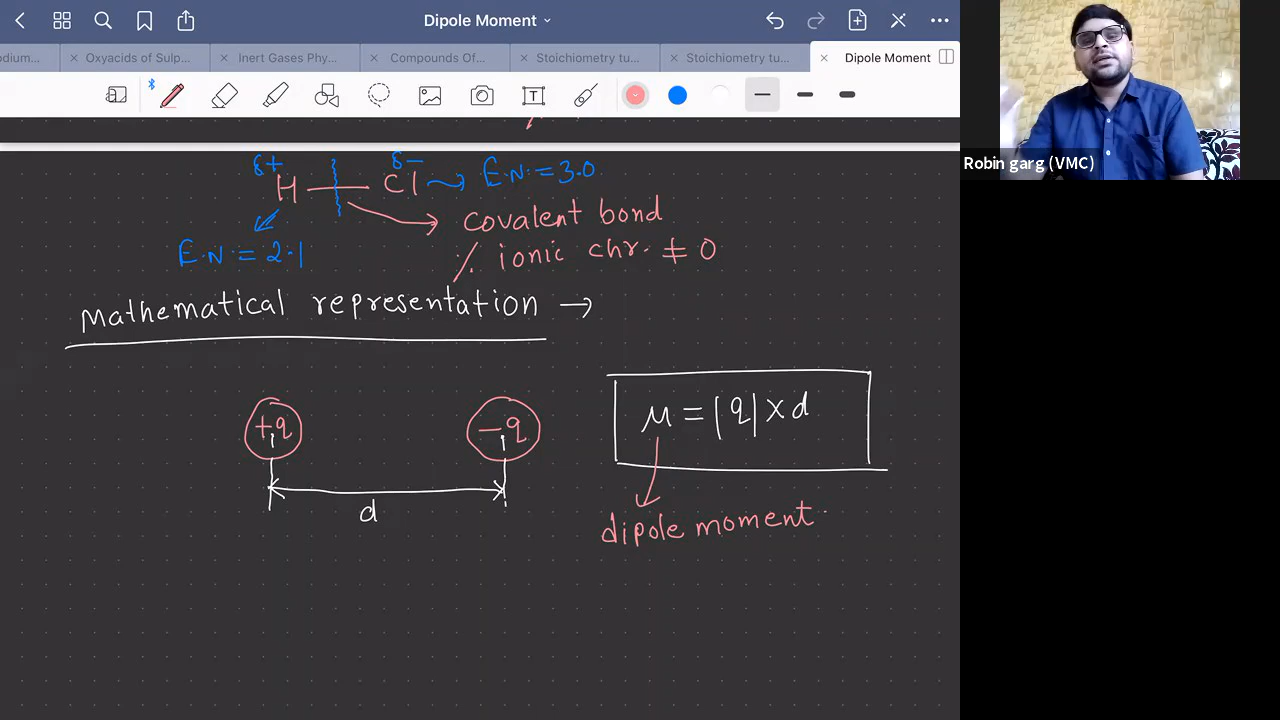 Dipole Moment
odium...
Oxyacids of Sulp...
Inert Gases Phy...
Compounds Of...
Stoichiometry tu...
Stoichiometry tu...
Dipole Moment
T
Robin garg (VMC)
δ+ δ-
H — Cl → E.N. = 3.0
E.N = 2.1
covalent bond
% ionic chr. ≠ 0
Mathematical representation →
+q -q
d
μ = |q| × d
dipole moment